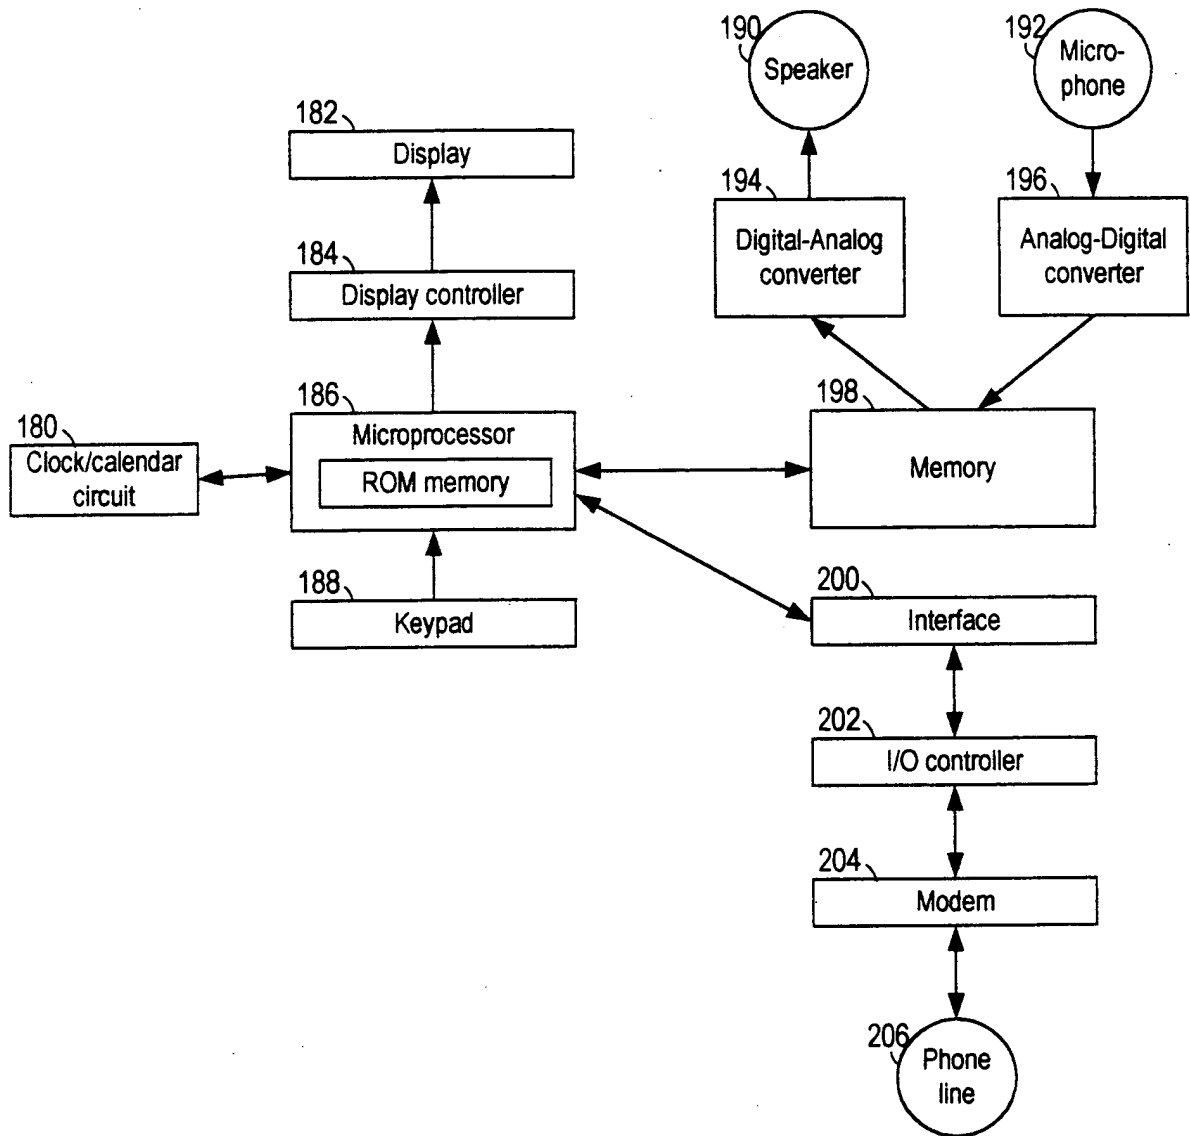 190
Speaker
192
Micro-
phone
182
Display
194
Digital-Analog
converter
196
Analog-Digital
converter
184
Display controller
186
Microprocessor
ROM memory
198
Memory
180
Clock/calendar
circuit
188
Keypad
200
Interface
202
I/O controller
204
Modem
206
Phone
line